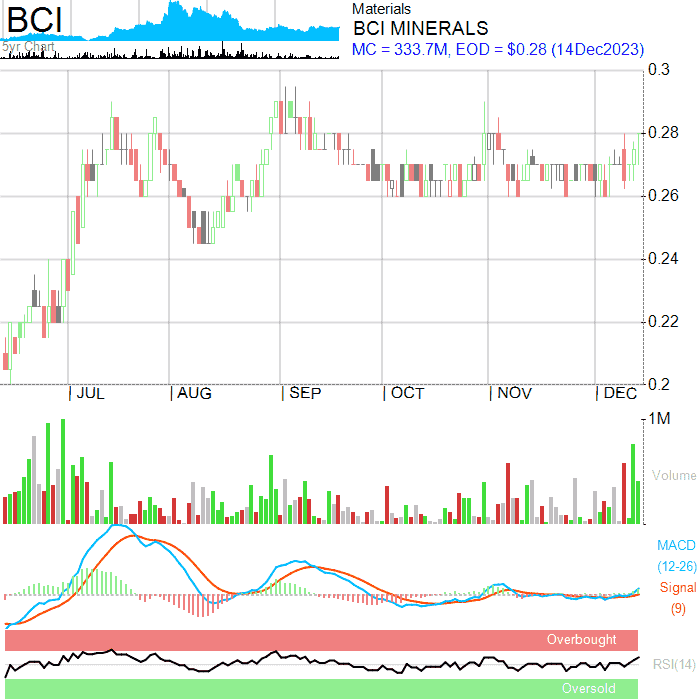 BCI
5yr Chart
Materials
BCI MINERALS
MC = 333.7M, EOD = $0.28 (14Dec2023)
0.3
0.28
0.26
0.24
0.22
0.2
JUL
AUG
SEP
OCT
NOV
DEC
1M
Volume
MACD
(12-26)
Signal
(9)
Overbought
RSI(14)
Oversold